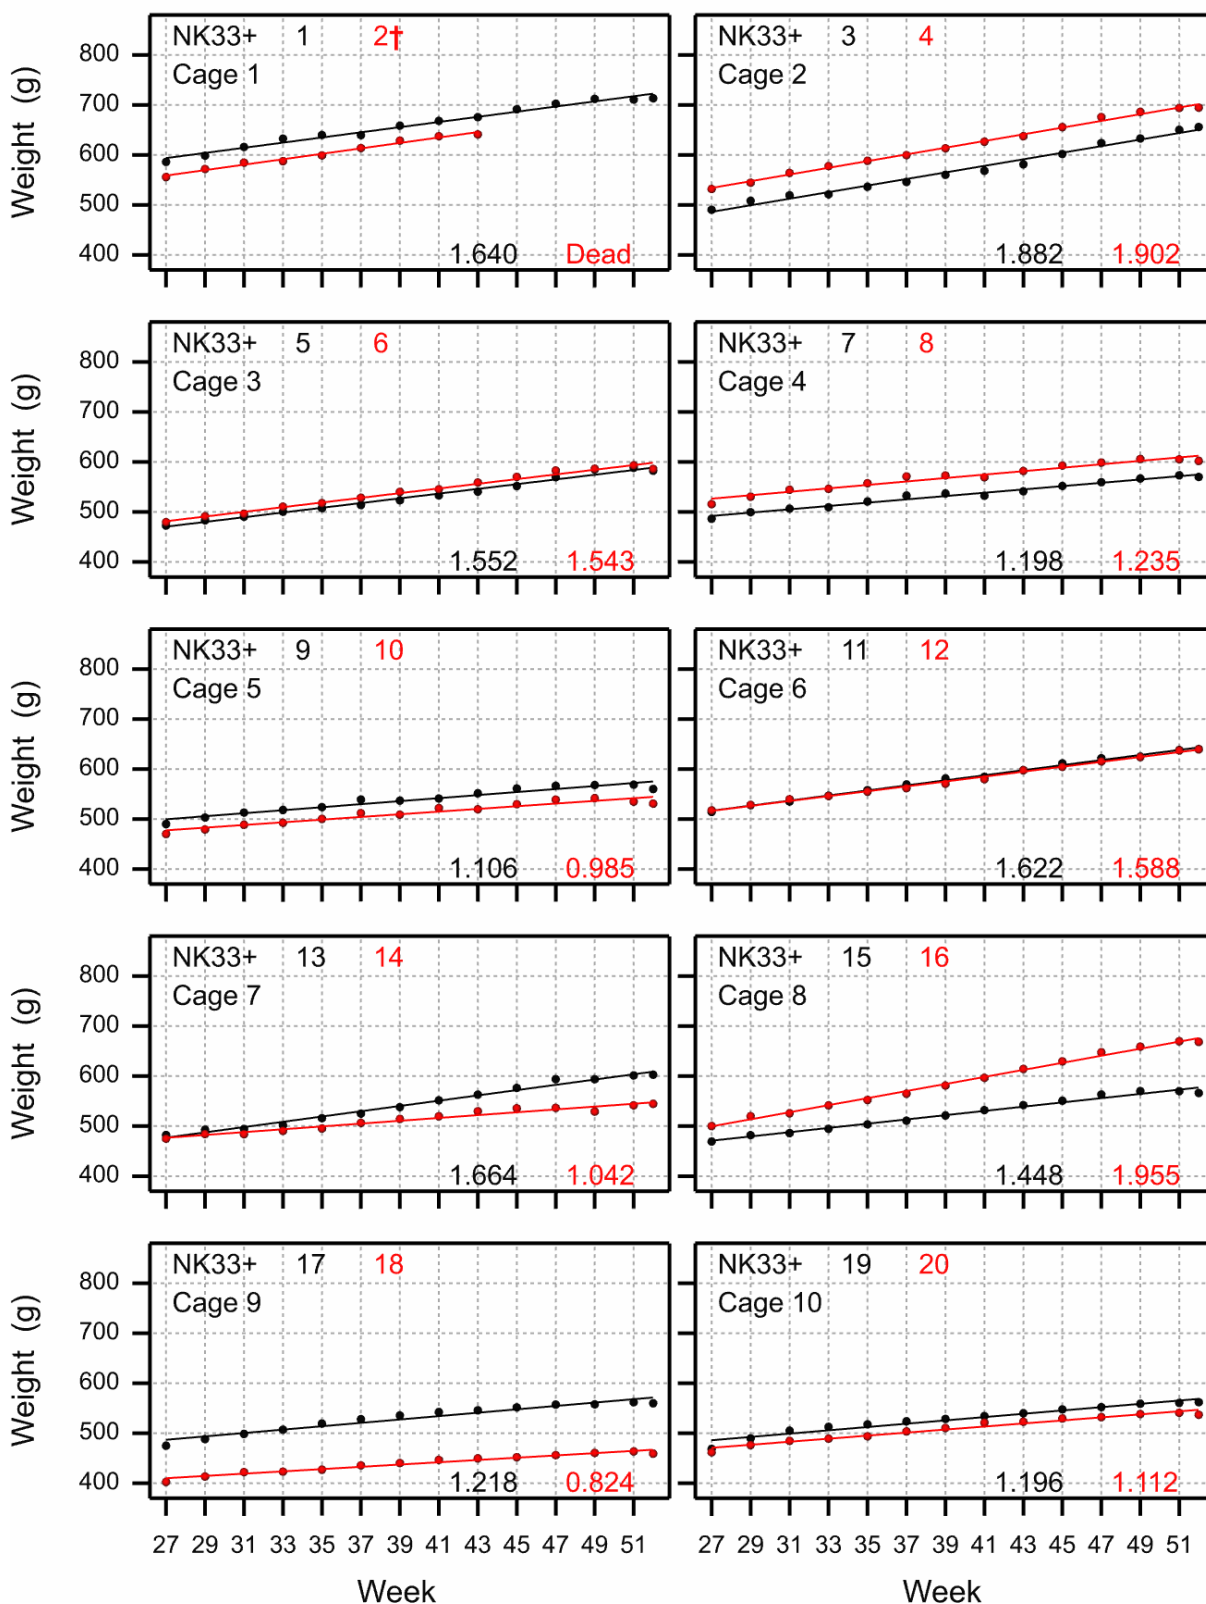 NK33+ 1 2†
Cage 1
800
700
600
500
400
Weight (g)
1.640 Dead
NK33+ 3 4
Cage 2
1.882 1.902
NK33+ 5 6
Cage 3
800
700
600
500
400
Weight (g)
1.552 1.543
NK33+ 7 8
Cage 4
1.198 1.235
NK33+ 9 10
Cage 5
800
700
600
500
400
Weight (g)
1.106 0.985
NK33+ 11 12
Cage 6
1.622 1.588
NK33+ 13 14
Cage 7
800
700
600
500
400
Weight (g)
1.664 1.042
NK33+ 15 16
Cage 8
1.448 1.955
NK33+ 17 18
Cage 9
800
700
600
500
400
Weight (g)
1.218 0.824
NK33+ 19 20
Cage 10
1.196 1.112
27 29 31 33 35 37 39 41 43 45 47 49 51
27 29 31 33 35 37 39 41 43 45 47 49 51
Week
Week